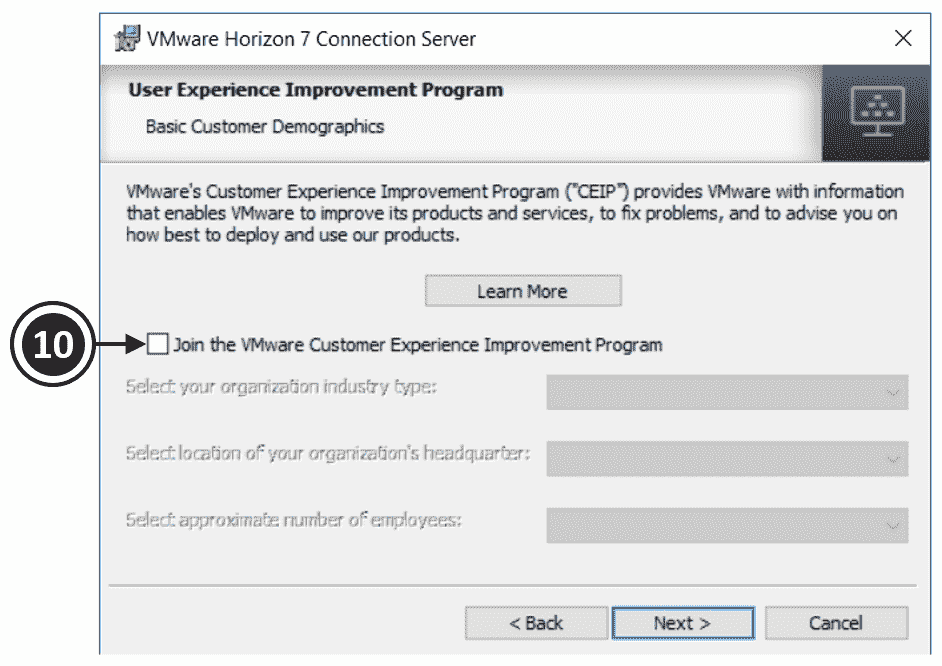 VMware Horizon 7 Connection Server
User Experience Improvement Program
Basic Customer Demographics
VMware's Customer Experience Improvement Program ("CEIP") provides VMware with information
that enables VMware to improve its products and services, to fix problems, and to advise you on
how best to deploy and use our products.
Learn More
10
Join the VMware Customer Experience Improvement Program
Select your organization industry type:
Select location of your organization's headquarter:
Select approximate number of employees:
< Back
Next >
Cancel